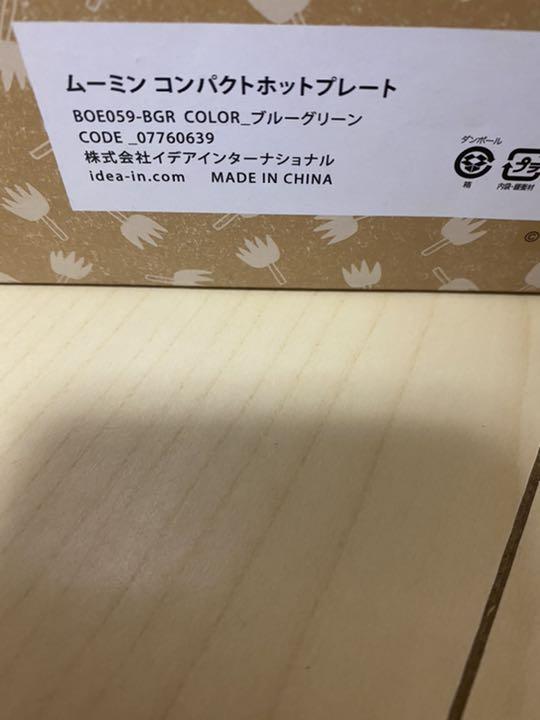 ムーミン コンパクトホットプレート
BOE059-BGR COLOR_ブルーグリーン
CODE _07760639
株式会社イデアインターナショナル
idea-in.com MADE IN CHINA
ダンボール
箱
プラ
内袋・緩衝材
©